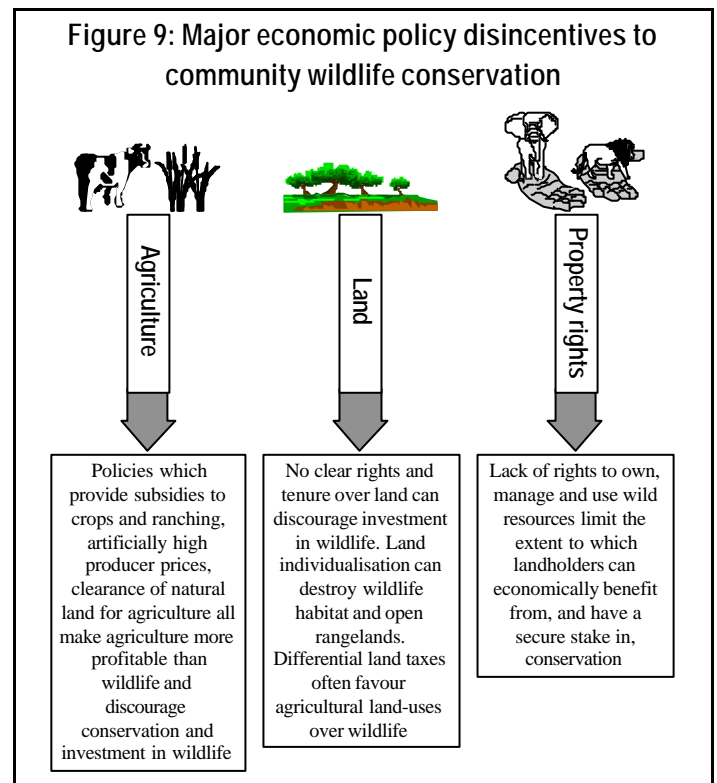 Figure 9: Major economic policy disincentives to
community wildlife conservation
Agriculture
Policies which
provide subsidies to
crops and ranching,
artificially high
producer prices,
clearance of natural
land for agriculture all
make agriculture more
profitable than
wildlife and
discourage
conservation and
investment in wildlife
Land
No clear rights and
tenure over land can
discourage investment
in wildlife. Land
individualisation can
destroy wildlife
habitat and open
rangelands.
Differential land taxes
often favour
agricultural land-uses
over wildlife
Property rights
Lack of rights to own,
manage and use wild
resources limit the
extent to which
landholders can
economically benefit
from, and have a
secure stake in,
conservation